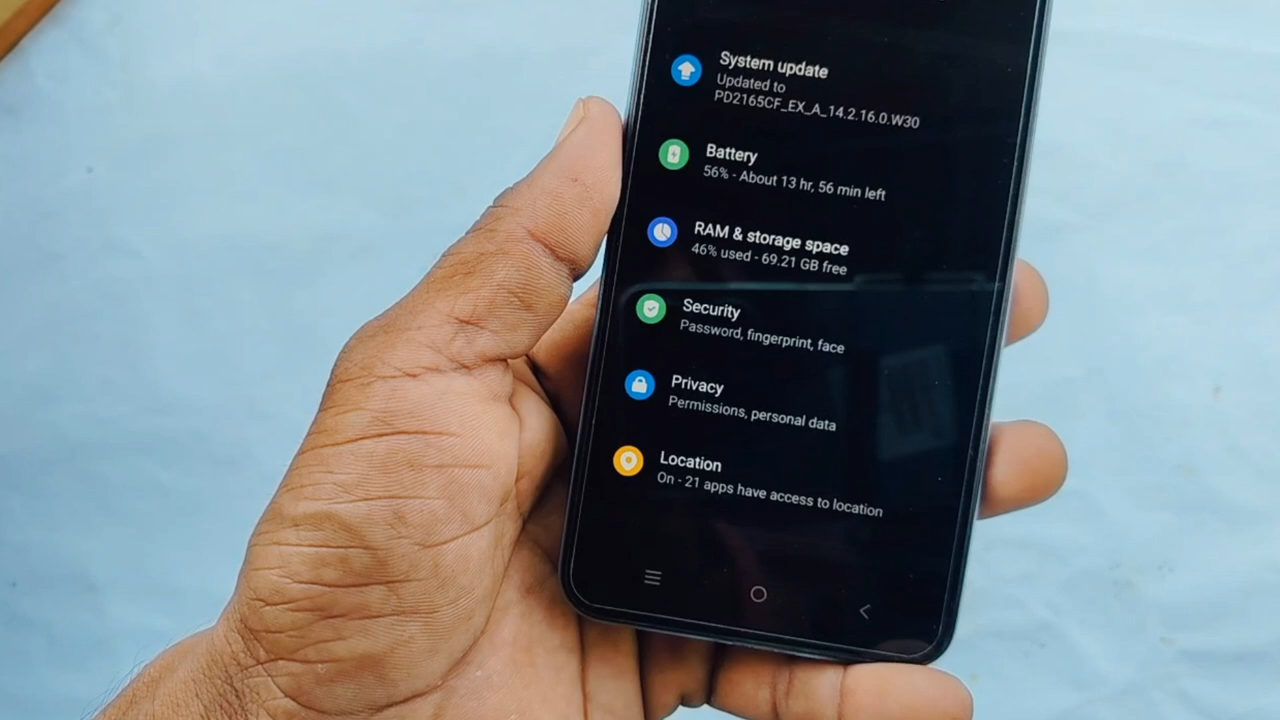 System update
Updated to
PD2165CF_EX_A_14.2.16.0.W30
Battery
56% - About 13 hr, 56 min left
RAM & storage space
46% used - 69.21 GB free
Security
Password, fingerprint, face
Privacy
Permissions, personal data
Location
On - 21 apps have access to location